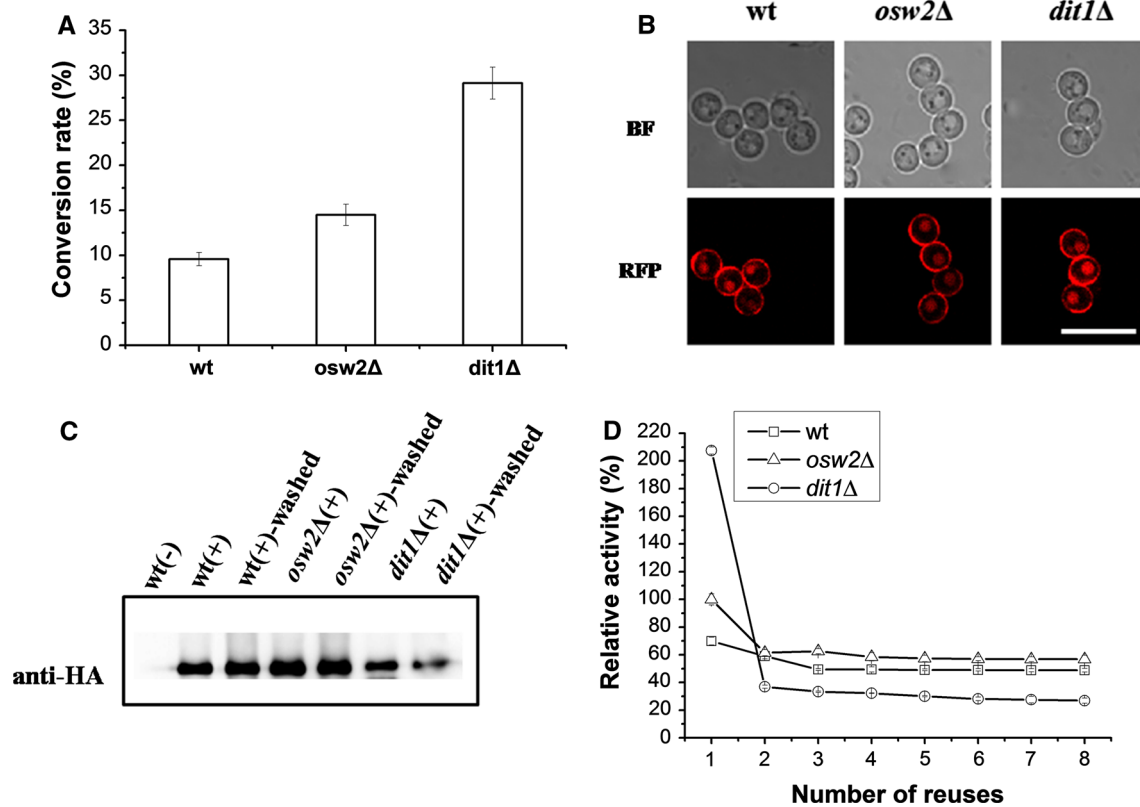 A
Conversion rate (%)
35
30
25
20
15
10
5
0
wt
osw2Δ
dit1Δ
B
wt
osw2Δ
dit1Δ
BF
RFP
C
wt(-)
wt(+)
wt(+)-washed
osw2Δ(+)
osw2Δ(+)-washed
dit1Δ(+)
dit1Δ(+)-washed
anti-HA
D
Relative activity (%)
220
200
180
160
140
120
100
80
60
40
20
0
wt
osw2Δ
dit1Δ
1 2 3 4 5 6 7 8
Number of reuses